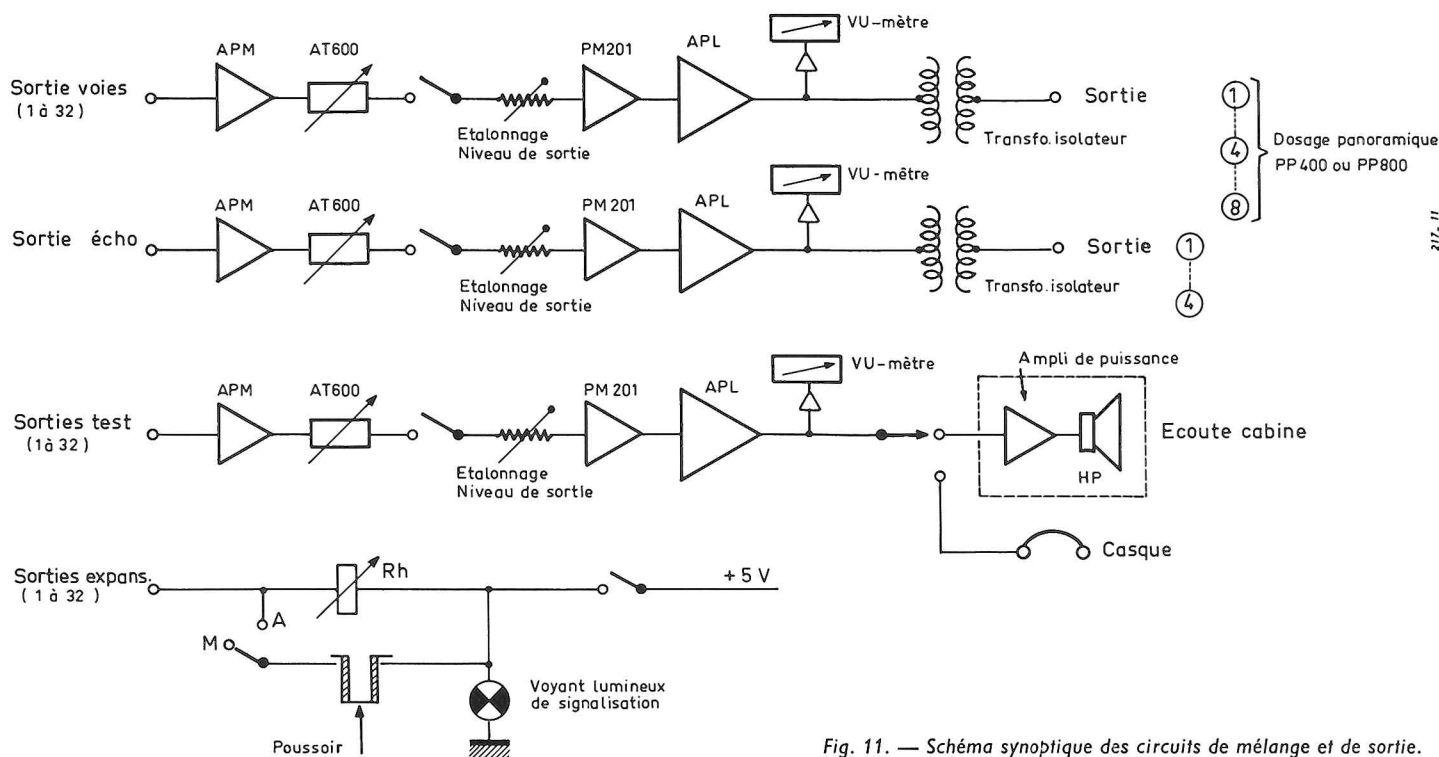 VU-mètre
APM
AT600
PM201
APL
Sortie voies
(1 à 32)
Etalonnage
Niveau de sortie
Transfo.isolateur
Sortie
1
4
8
Dosage panoramique
PP400 ou PP800
VU-mêtre
APM
AT600
PM201
APL
Sortie écho
Etalonnage
Niveau de sortie
Transfo.isolateur
Sortie
1
4
217-11
VU-mètre
APM
AT600
PM201
APL
Sorties test
(1à 32)
Etalonnage
Niveau de sortie
Ampli de puissance
HP
Ecoute cabine
Casque
Sorties expans.
(1 à 32)
Rh
+5 V
A
M
Poussoir
Voyant lumineux
de signalisation
Fig. 11. — Schéma synoptique des circuits de mélange et de sortie.